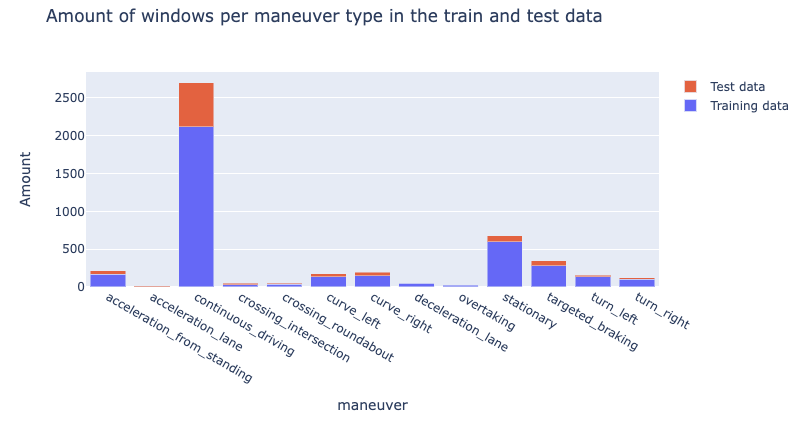 Amount of windows per maneuver type in the train and test data
Test data
Training data
Amount
2500
2000
1500
1000
500
0
acceleration_from_standing
acceleration_lane
continuous_driving
crossing_intersection
crossing_roundabout
curve_left
curve_right
deceleration_lane
overtaking
stationary
targeted_braking
turn_left
turn_right
maneuver